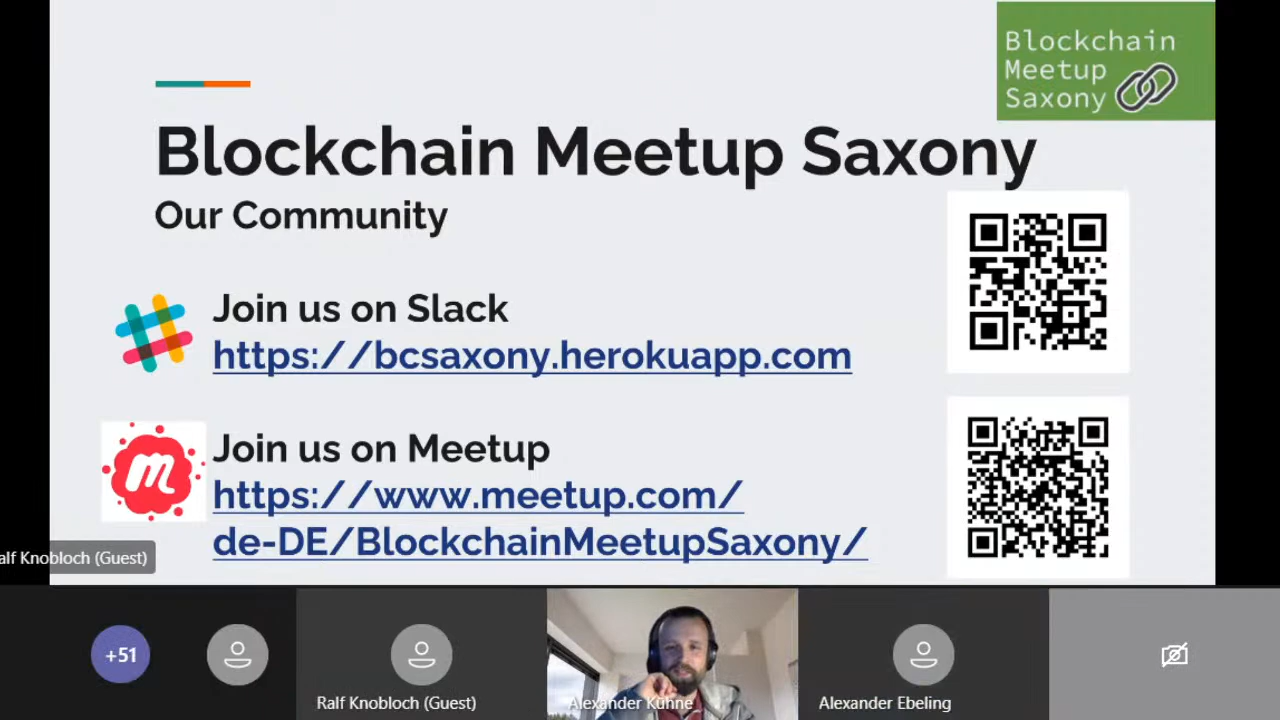 Blockchain
Meetup
Saxony
Blockchain Meetup Saxony
Our Community
Join us on Slack
https://bcsaxony.herokuapp.com
Join us on Meetup
https://www.meetup.com/
de-DE/BlockchainMeetupSaxony/
alf Knobloch (Guest)
+51
Ralf Knobloch (Guest)
Alexander Kühne
Alexander Ebeling